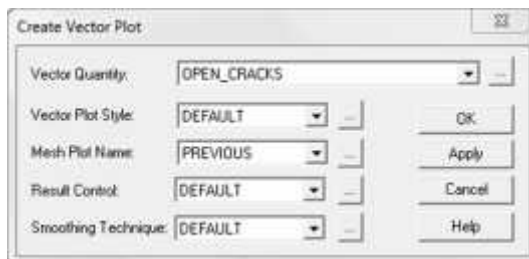 Create Vector Plot
Vector Quantity: OPEN_CRACKS ...
Vector Plot Style: DEFAULT ... OK
Mesh Plot Name: PREVIOUS ... Apply
Result Control: DEFAULT ... Cancel
Smoothing Technique: DEFAULT ... Help